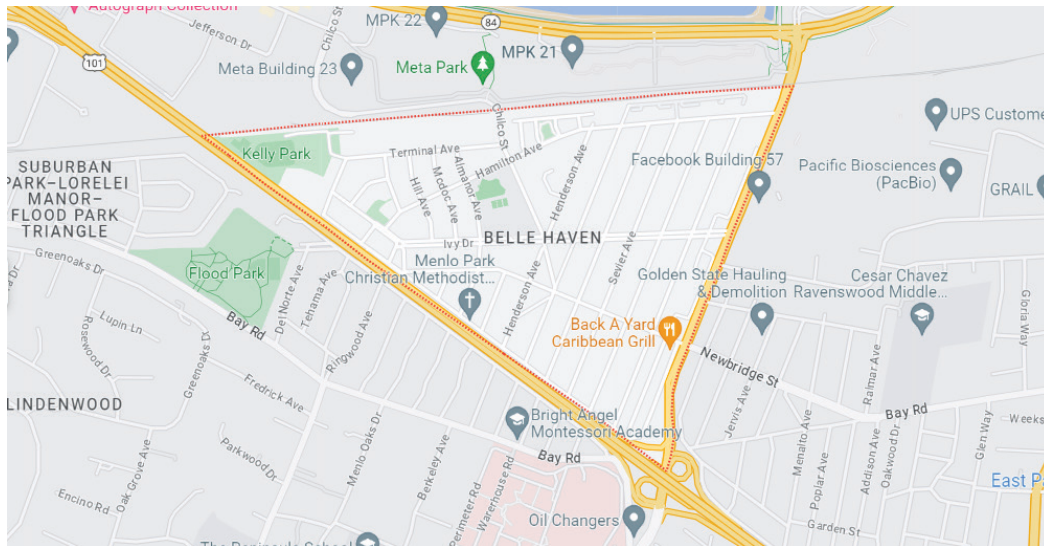 Autograph Collection
Jefferson Dr
Chilco St
MPK 22
84
MPK 21
101
Meta Building 23
Meta Park
Chilco St
UPS Custome
Kelly Park
Terminal Ave
Hamilton Ave
Henderson Ave
Facebook Building 57
Pacific Biosciences
(PacBio)
GRAIL
SUBURBAN
PARK–LORELEI
MANOR–
FLOOD PARK
TRIANGLE
Hill Ave
Mcdoc Ave
Almanor Ave
Ivy Dr
BELLE HAVEN
Sevier Ave
Greenoaks Dr
Flood Park
Menlo Park
Christian Methodist...
Golden State Hauling
& Demolition
Cesar Chavez
Ravenswood Middle...
Gloria Way
Del Norte Ave
Tehama Ave
Ringwood Ave
Henderson Ave
Bay Rd
Rosewood Dr
Lupin Ln
Greenoaks Dr
Back A Yard
Caribbean Grill
Newbridge St
Ralmar Ave
Fredrick Ave
LINDENWOOD
Bright Angel
Montessori Academy
Jervis Ave
Bay Rd
Weeks
Parkwood Dr
Menlo Oaks Dr
Berkeley Ave
Bay Rd
Menalto Ave
Poplar Ave
Addison Ave
Oakwood Dr
Glen Way
Oak Grove Ave
Encino Rd
Perimeter Rd
Warehouse Rd
East P
Oil Changers
Garden St
The Peninsula School